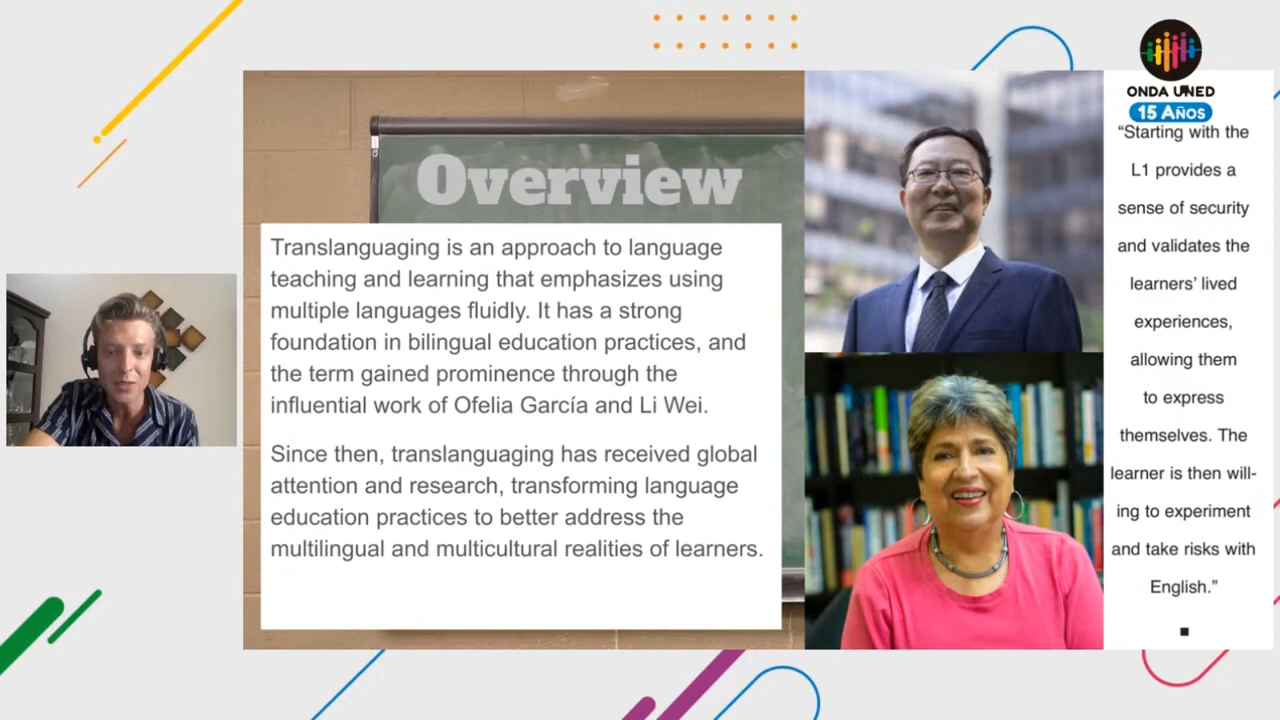 Overview
Translanguaging is an approach to language
teaching and learning that emphasizes using
multiple languages fluidly. It has a strong
foundation in bilingual education practices, and
the term gained prominence through the
influential work of Ofelia García and Li Wei.
Since then, translanguaging has received global
attention and research, transforming language
education practices to better address the
multilingual and multicultural realities of learners.
ONDA UNED
15 AÑOS
“Starting with the
L1 provides a
sense of security
and validates the
learners’ lived
experiences,
allowing them
to express
themselves. The
learner is then will-
ing to experiment
and take risks with
English.”